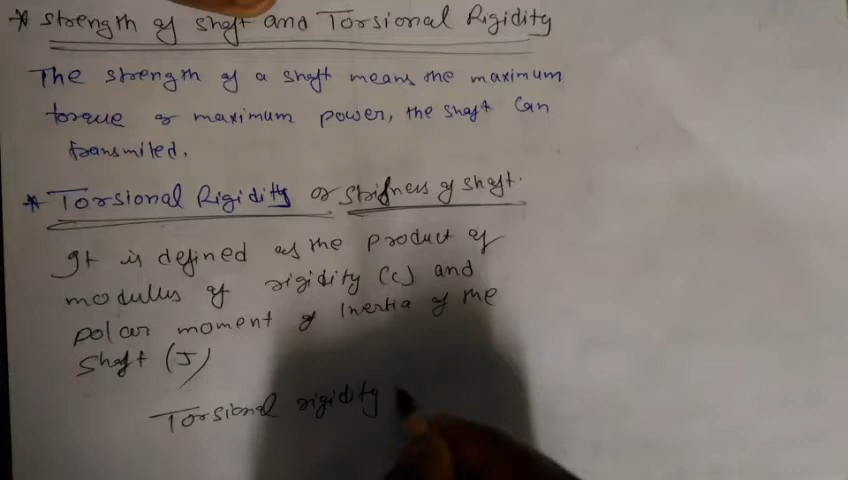 * Strength of shaft and Torsional Rigidity
The strength of a shaft means the maximum
torque or maximum power, the shaft can
transmited.
* Torsional Rigidity or Stifness of shaft.
It is defined as the product of
modullus of rigidity (C) and
polar moment of Inertia of the
shaft (J)
Torsional rigidity